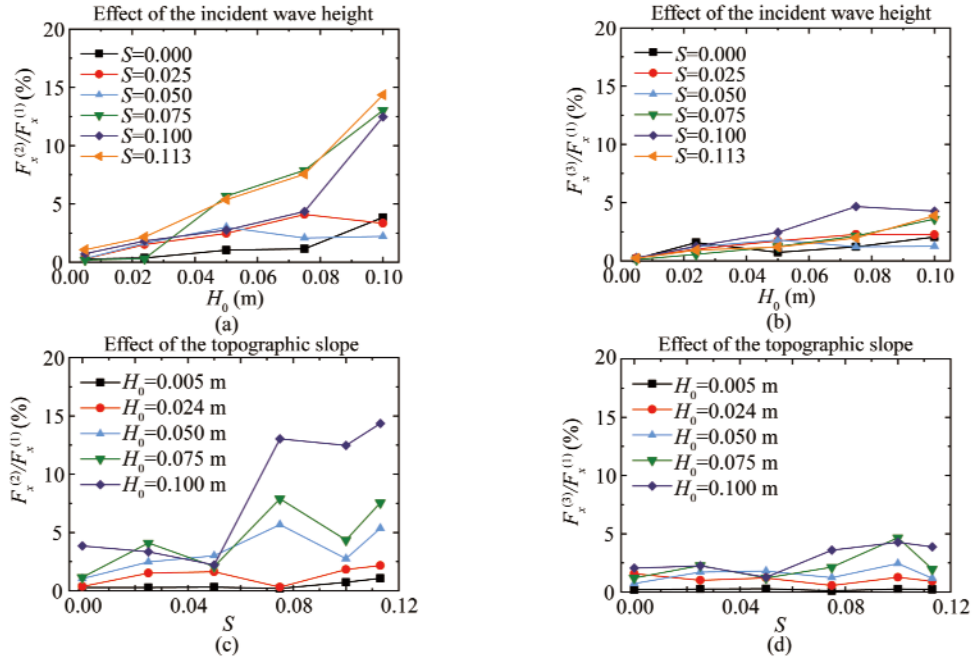 Effect of the incident wave height
20
15
10
5
0
F_x^(2)/F_x^(1) (%)
S=0.000
S=0.025
S=0.050
S=0.075
S=0.100
S=0.113
0.00 0.02 0.04 0.06 0.08 0.10
H_0 (m)
(a)
Effect of the incident wave height
20
15
10
5
0
F_x^(3)/F_x^(1) (%)
S=0.000
S=0.025
S=0.050
S=0.075
S=0.100
S=0.113
0.00 0.02 0.04 0.06 0.08 0.10
H_0 (m)
(b)
Effect of the topographic slope
20
15
10
5
0
F_x^(2)/F_x^(1) (%)
H_0=0.005 m
H_0=0.024 m
H_0=0.050 m
H_0=0.075 m
H_0=0.100 m
0.00 0.04 0.08 0.12
S
(c)
Effect of the topographic slope
20
15
10
5
0
F_x^(3)/F_x^(1) (%)
H_0=0.005 m
H_0=0.024 m
H_0=0.050 m
H_0=0.075 m
H_0=0.100 m
0.00 0.04 0.08 0.12
S
(d)